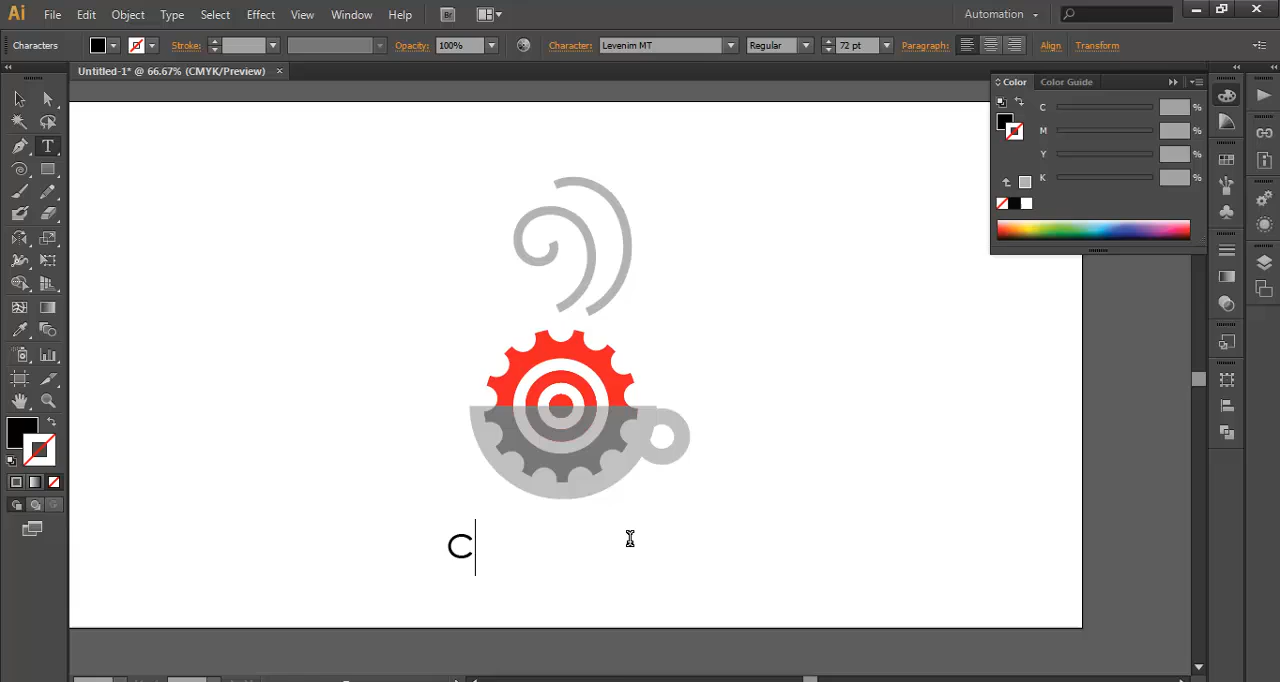 Ai File Edit Object Type Select Effect View Window Help Br Automation
Characters Stroke: Opacity: 100% Character: Levenim MT Regular 72 pt Paragraph: Align Transform
Untitled-1* @ 66.67% (CMYK/Preview) ×
Color Color Guide
C %
M %
Y %
K %
T
C